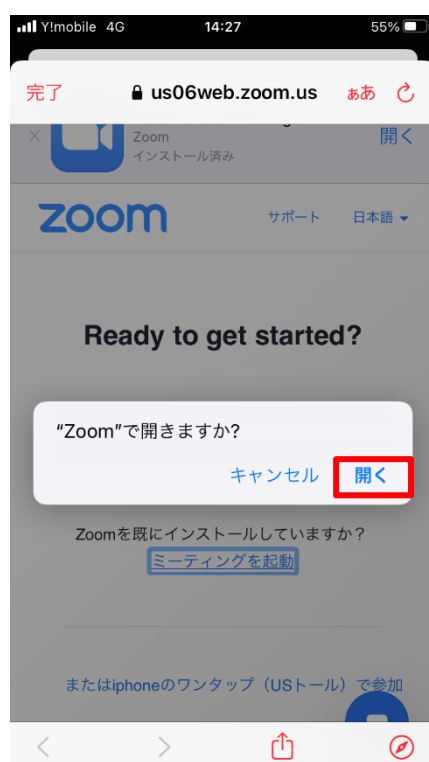 Y!mobile 4G 14:27 55%
完了 us06web.zoom.us ぁあ
Zoom
インストール済み
開く
zoom サポート 日本語
Ready to get started?
“Zoom”で開きますか?
キャンセル 開く
Zoomを既にインストールしていますか？
ミーティングを起動
またはiphoneのワンタップ（USトール）で参加